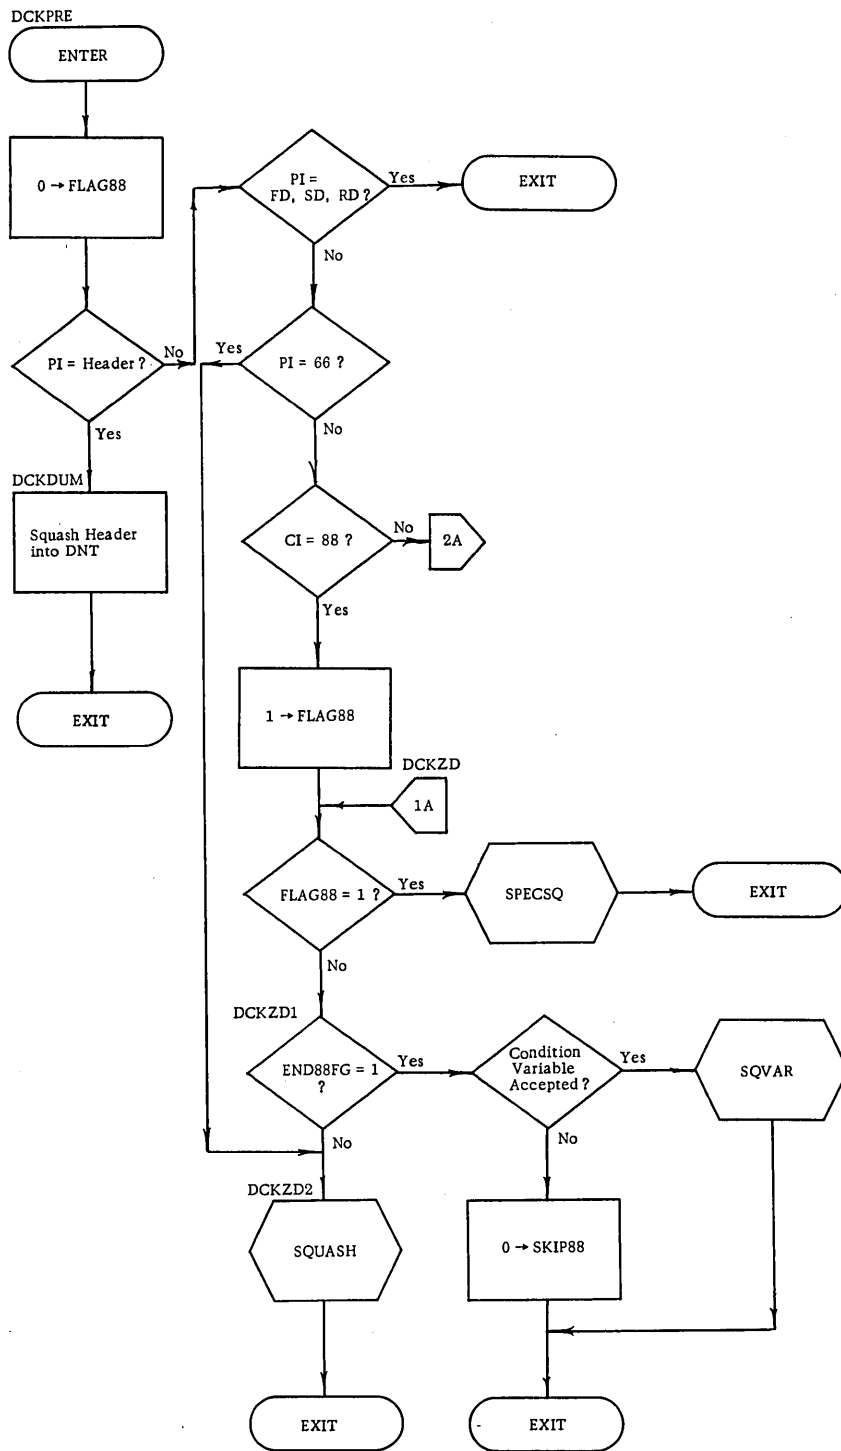 DCKPRE
ENTER
0 → FLAG88
PI = Header ?
No
Yes
DCKDUM
Squash Header
into DNT
EXIT
PI =
FD, SD, RD ?
Yes
EXIT
No
PI = 66 ?
Yes
No
CI = 88 ?
No
2A
Yes
1 → FLAG88
DCKZD
1A
FLAG88 = 1 ?
Yes
SPECSQ
EXIT
No
DCKZD1
END88FG = 1
?
Yes
Condition
Variable
Accepted ?
Yes
SQVAR
No
No
DCKZD2
SQUASH
0 → SKIP88
EXIT
EXIT